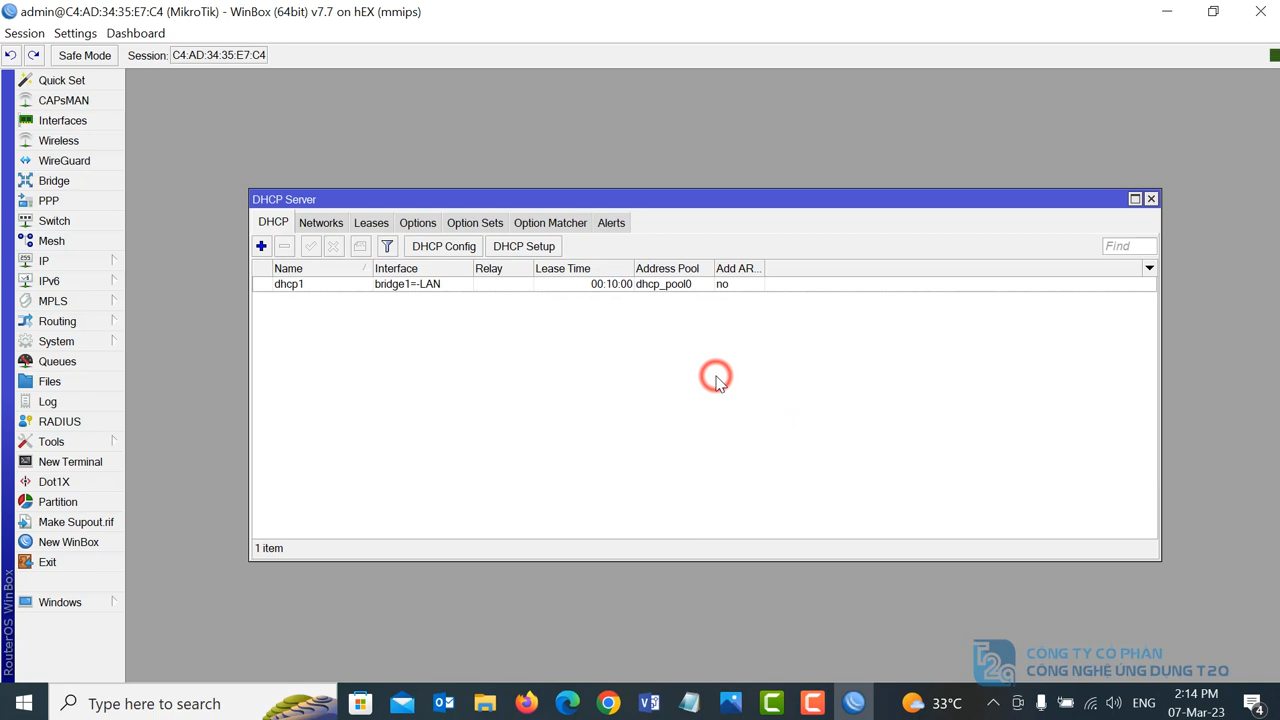 admin@C4:AD:34:35:E7:C4 (MikroTik) - WinBox (64bit) v7.7 on hEX (mmips)
Session Settings Dashboard
Safe Mode Session: C4:AD:34:35:E7:C4
Quick Set
CAPsMAN
Interfaces
Wireless
WireGuard
Bridge
PPP
Switch
Mesh
IP
IPv6
MPLS
Routing
System
Queues
Files
Log
RADIUS
Tools
New Terminal
Dot1X
Partition
Make Supout.rif
New WinBox
Exit
Windows
RouterOS WinBox
DHCP Server
DHCP Networks Leases Options Option Sets Option Matcher Alerts
DHCP Config DHCP Setup Find
Name Interface Relay Lease Time Address Pool Add AR...
dhcp1 bridge1=-LAN 00:10:00 dhcp_pool0 no
1 item
T2Q
CÔNG TY CỔ PHẦN
CÔNG NGHỆ ỨNG DỤNG T2Q
Type here to search
33°C ENG
2:14 PM
07-Mar-23
4